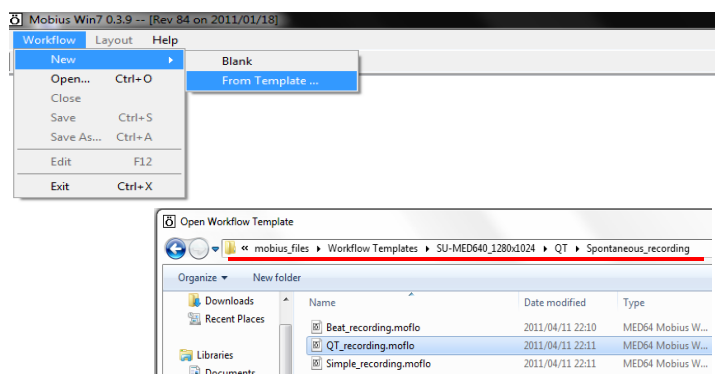 Mobius Win7 0.3.9 -- [Rev 84 on 2011/01/18]
Workflow Layout Help
New
Blank
Open... Ctrl+O
From Template ...
Close
Save Ctrl+S
Save As... Ctrl+A
Edit F12
Exit Ctrl+X
Open Workflow Template
« mobius_files ▸ Workflow Templates ▸ SU-MED640_1280x1024 ▸ QT ▸ Spontaneous_recording
Organize New folder
Downloads
Name Date modified Type
Recent Places
Beat_recording.moflo 2011/04/11 22:10 MED64 Mobius W...
QT_recording.moflo 2011/04/11 22:11 MED64 Mobius W...
Libraries
Simple_recording.moflo 2011/04/11 22:11 MED64 Mobius W...
Documents